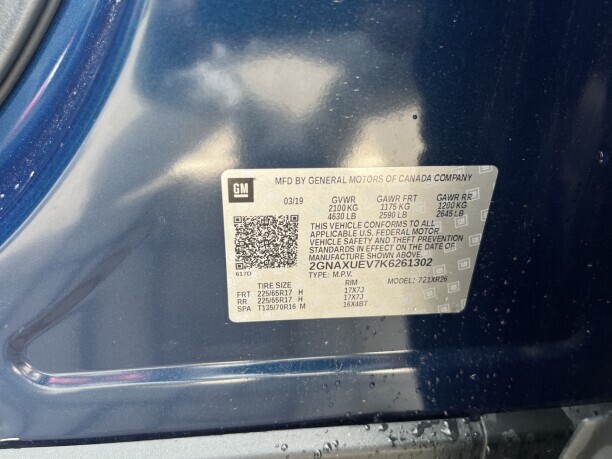 GM MFD BY GENERAL MOTORS OF CANADA COMPANY
03/19 GVWR GAWR FRT GAWR RR
2100 KG 1175 KG 1200 KG
4630 LB 2590 LB 2645 LB
THIS VEHICLE CONFORMS TO ALL
APPLICABLE U.S. FEDERAL MOTOR
VEHICLE SAFETY AND THEFT PREVENTION
STANDARDS IN EFFECT ON THE DATE OF
MANUFACTURE SHOWN ABOVE.
2GNAXUEV7K6261302
617D TYPE: M.P.V. MODEL: 721XR26
TIRE SIZE RIM
FRT 225/65R17 H 17X7J
RR 225/65R17 H 17X7J
SPA T135/70R16 M 16X4BT